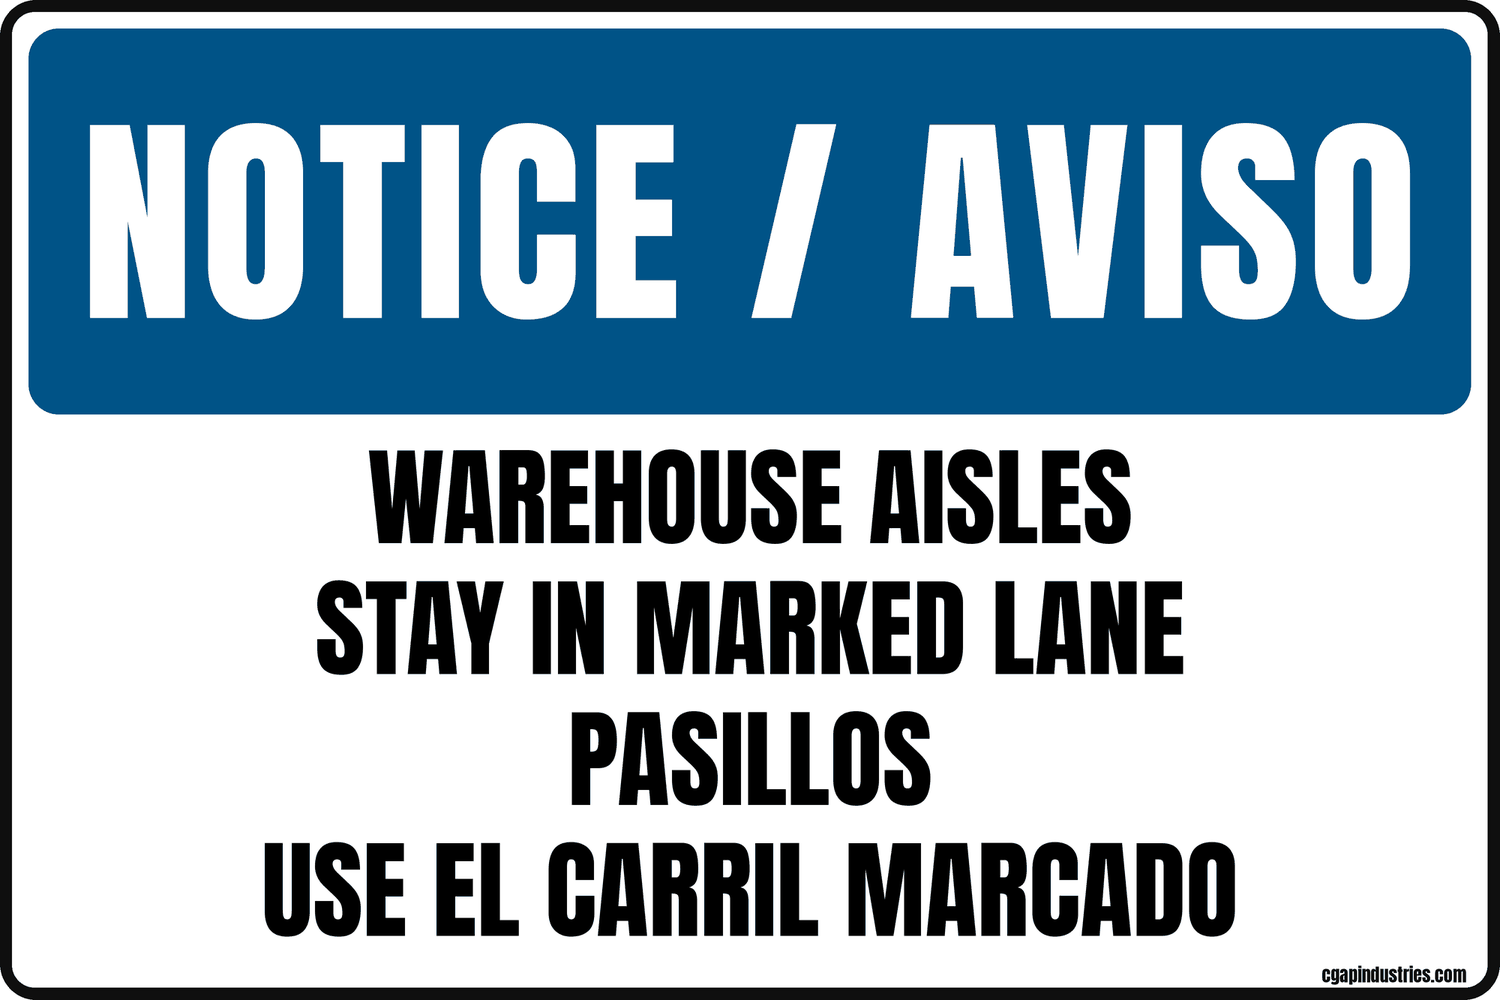 NOTICE / AVISO
WAREHOUSE AISLES
STAY IN MARKED LANE
PASILLOS
USE EL CARRIL MARCADO
cgapindustries.com